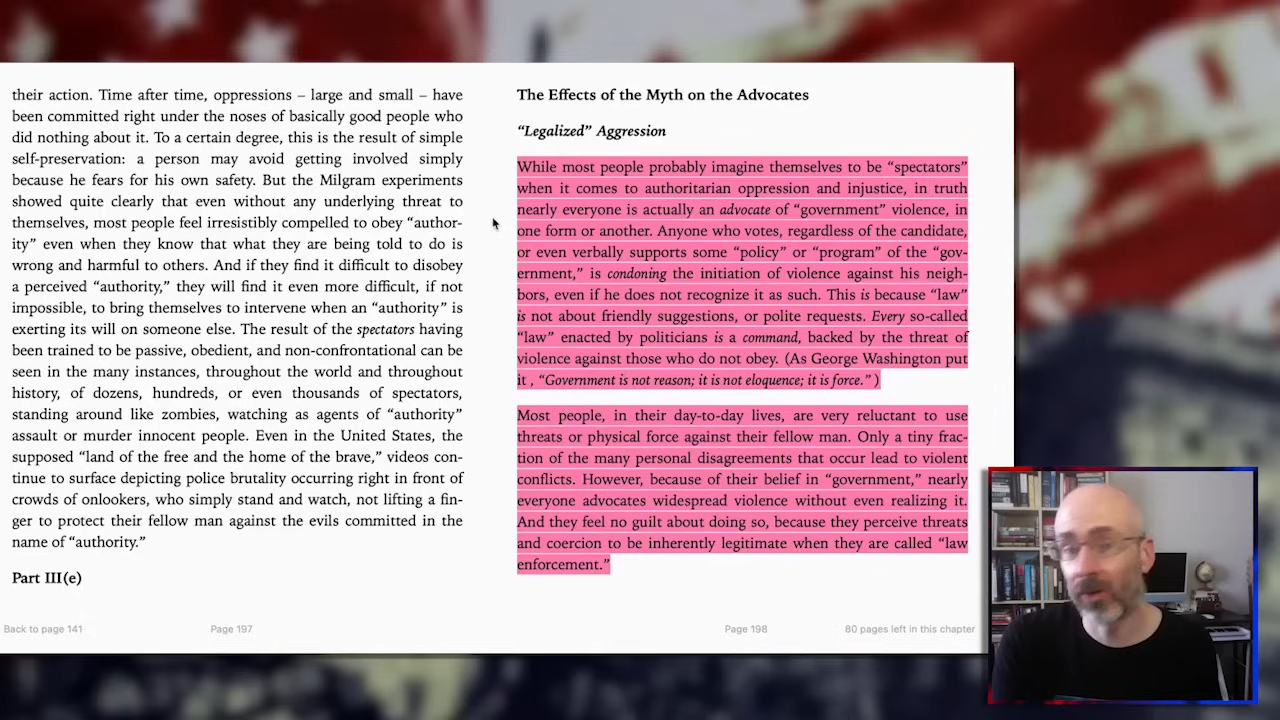 their action. Time after time, oppressions – large and small – have
been committed right under the noses of basically good people who
did nothing about it. To a certain degree, this is the result of simple
self-preservation: a person may avoid getting involved simply
because he fears for his own safety. But the Milgram experiments
showed quite clearly that even without any underlying threat to
themselves, most people feel irresistibly compelled to obey “author-
ity” even when they know that what they are being told to do is
wrong and harmful to others. And if they find it difficult to disobey
a perceived “authority,” they will find it even more difficult, if not
impossible, to bring themselves to intervene when an “authority” is
exerting its will on someone else. The result of the spectators having
been trained to be passive, obedient, and non-confrontational can be
seen in the many instances, throughout the world and throughout
history, of dozens, hundreds, or even thousands of spectators,
standing around like zombies, watching as agents of “authority”
assault or murder innocent people. Even in the United States, the
supposed “land of the free and the home of the brave,” videos con-
tinue to surface depicting police brutality occurring right in front of
crowds of onlookers, who simply stand and watch, not lifting a fin-
ger to protect their fellow man against the evils committed in the
name of “authority.”
Part III(e)
Back to page 141
Page 197
The Effects of the Myth on the Advocates
“Legalized” Aggression
While most people probably imagine themselves to be “spectators”
when it comes to authoritarian oppression and injustice, in truth
nearly everyone is actually an advocate of “government” violence, in
one form or another. Anyone who votes, regardless of the candidate,
or even verbally supports some “policy” or “program” of the “gov-
ernment,” is condoning the initiation of violence against his neigh-
bors, even if he does not recognize it as such. This is because “law”
is not about friendly suggestions, or polite requests. Every so-called
“law” enacted by politicians is a command, backed by the threat of
violence against those who do not obey. (As George Washington put
it , “Government is not reason; it is not eloquence; it is force.” )
Most people, in their day-to-day lives, are very reluctant to use
threats or physical force against their fellow man. Only a tiny frac-
tion of the many personal disagreements that occur lead to violent
conflicts. However, because of their belief in “government,” nearly
everyone advocates widespread violence without even realizing it.
And they feel no guilt about doing so, because they perceive threats
and coercion to be inherently legitimate when they are called “law
enforcement.”
Page 198
80 pages left in this chapter